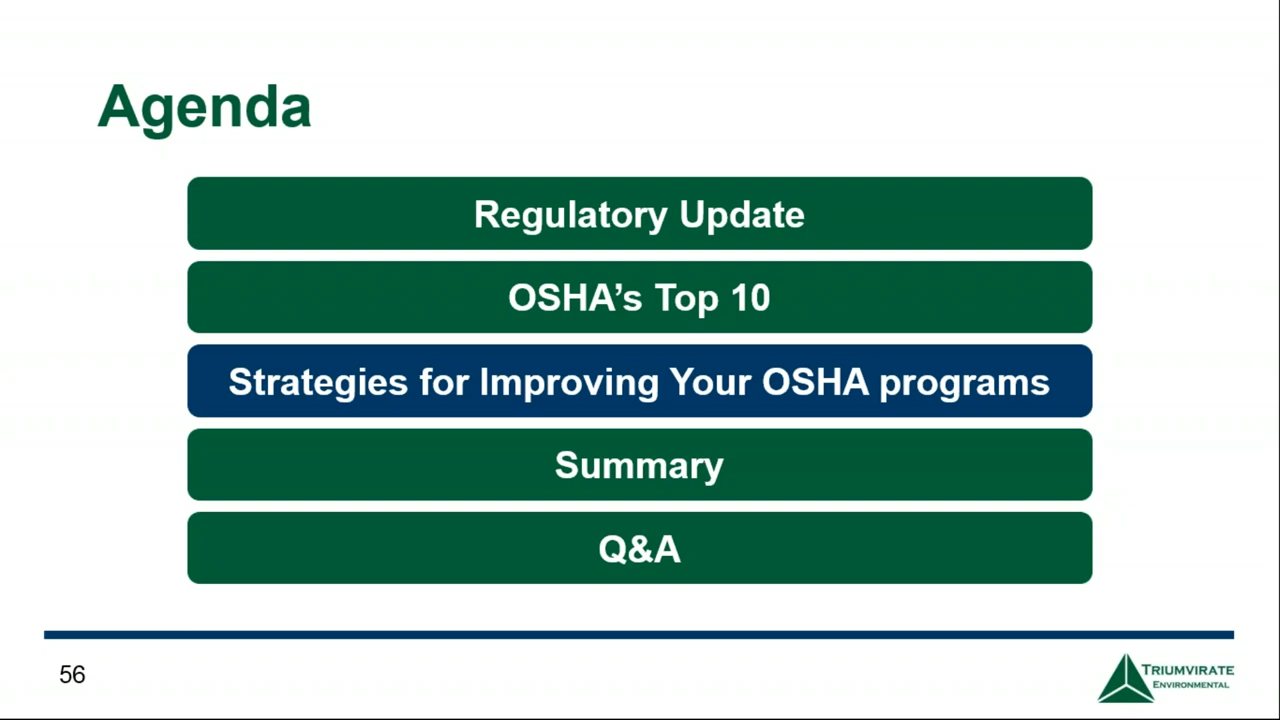 Agenda
Regulatory Update
OSHA’s Top 10
Strategies for Improving Your OSHA programs
Summary
Q&A
56
TRIUMVIRATE
ENVIRONMENTAL